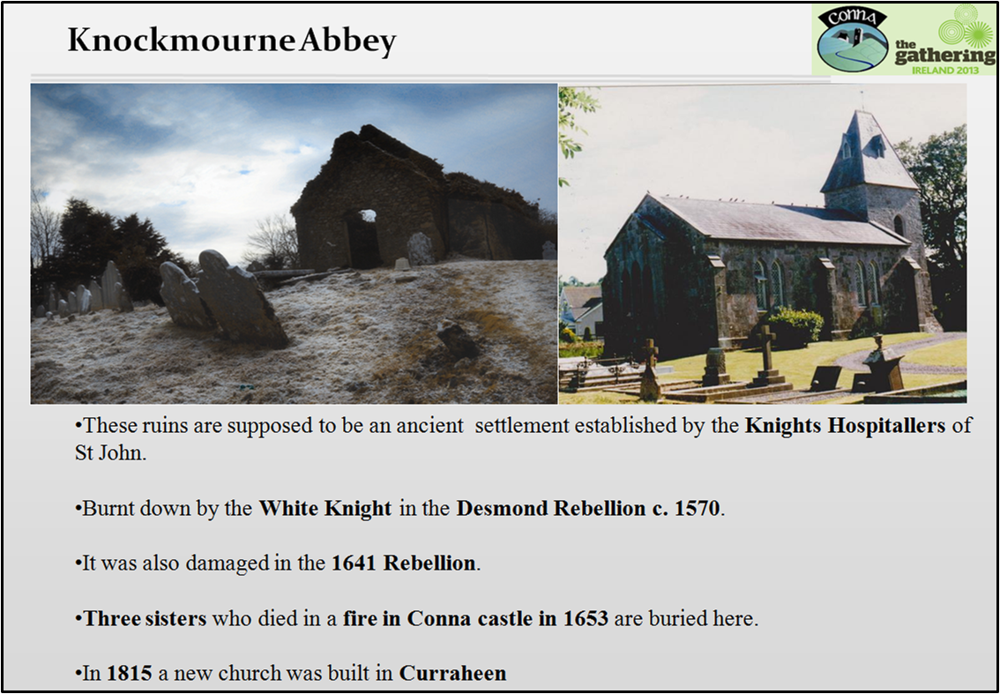 Knockmourne Abbey
Conna
the
gathering
IRELAND 2013
•These ruins are supposed to be an ancient settlement established by the Knights Hospitallers of
St John.
•Burnt down by the White Knight in the Desmond Rebellion c. 1570.
•It was also damaged in the 1641 Rebellion.
•Three sisters who died in a fire in Conna castle in 1653 are buried here.
•In 1815 a new church was built in Curraheen